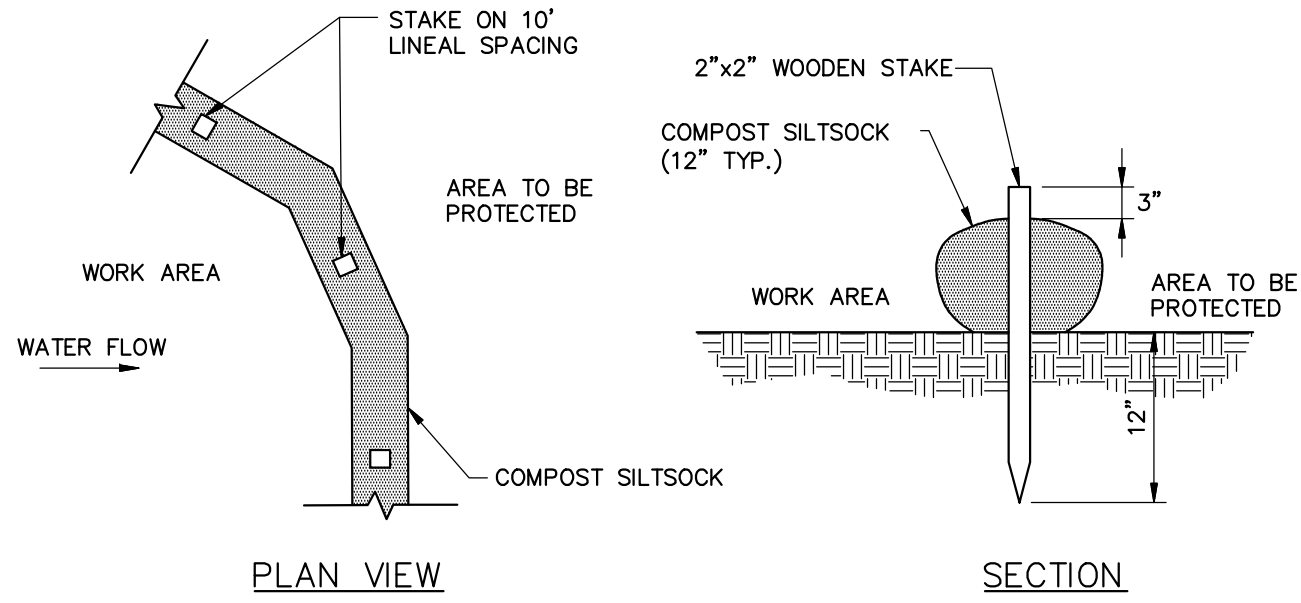 STAKE ON 10'
LINEAL SPACING
AREA TO BE
PROTECTED
WORK AREA
WATER FLOW
COMPOST SILTSOCK
PLAN VIEW
2"x2" WOODEN STAKE
COMPOST SILTSOCK
(12" TYP.)
3"
WORK AREA
AREA TO BE
PROTECTED
12"
SECTION